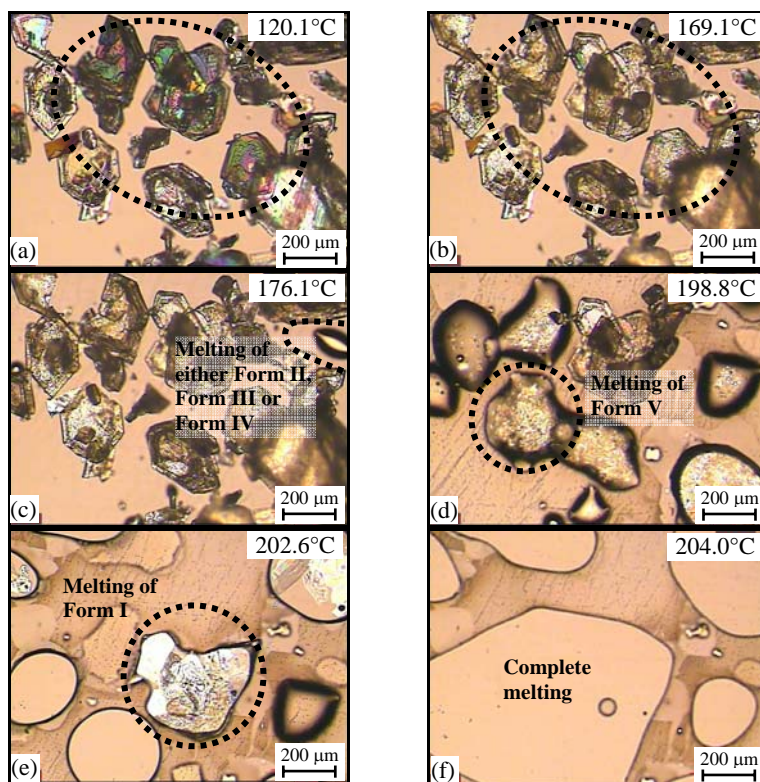 120.1°C
(a)
200 µm
169.1°C
(b)
200 µm
176.1°C
Melting of
either Form II,
Form III or
Form IV
(c)
200 µm
198.8°C
Melting of
Form V
(d)
200 µm
202.6°C
Melting of
Form I
(e)
200 µm
204.0°C
Complete
melting
(f)
200 µm